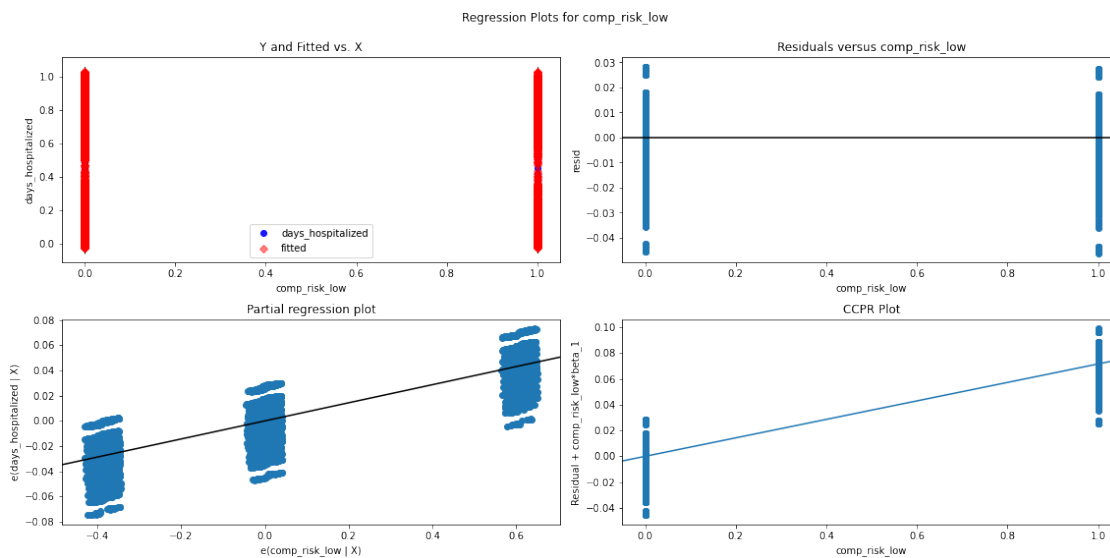 Regression Plots for comp_risk_low
Y and Fitted vs. X
days_hospitalized
1.0
0.8
0.6
0.4
0.2
0.0
days_hospitalized
fitted
0.0 0.2 0.4 0.6 0.8 1.0
comp_risk_low
Residuals versus comp_risk_low
resid
0.03
0.02
0.01
0.00
−0.01
−0.02
−0.03
−0.04
0.0 0.2 0.4 0.6 0.8 1.0
comp_risk_low
Partial regression plot
e(days_hospitalized | X)
0.08
0.06
0.04
0.02
0.00
−0.02
−0.04
−0.06
−0.08
−0.4 −0.2 0.0 0.2 0.4 0.6
e(comp_risk_low | X)
CCPR Plot
Residual + comp_risk_low*beta_1
0.10
0.08
0.06
0.04
0.02
0.00
−0.02
−0.04
0.0 0.2 0.4 0.6 0.8 1.0
comp_risk_low